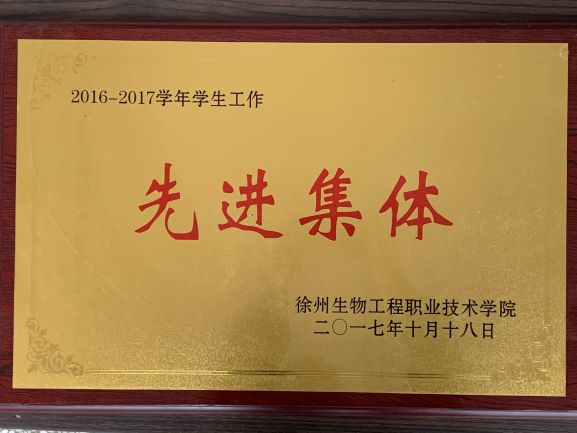 2016-2017学年学生工作
先进集体
徐州生物工程职业技术学院
二〇一七年十月十八日